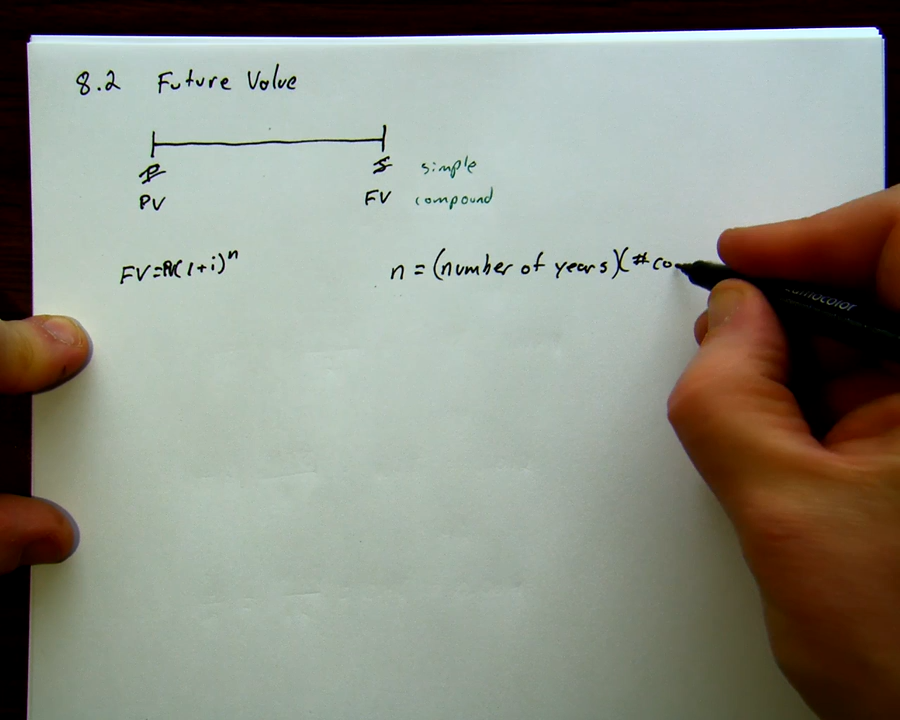 8.2 Future Value
P S simple
PV FV compound
FV=PV(1+i)^n n = (number of years)(# co